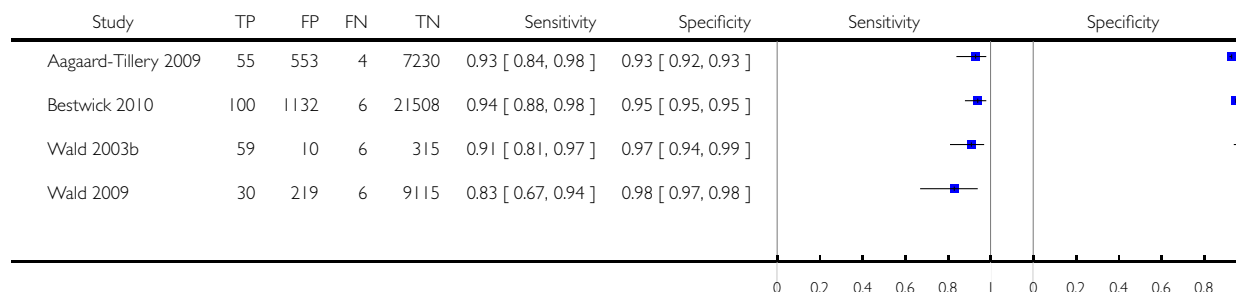 Study TP FP FN TN Sensitivity Specificity Sensitivity Specificity
Aagaard-Tillery 2009 55 553 4 7230 0.93 [ 0.84, 0.98 ] 0.93 [ 0.92, 0.93 ]
Bestwick 2010 100 1132 6 21508 0.94 [ 0.88, 0.98 ] 0.95 [ 0.95, 0.95 ]
Wald 2003b 59 10 6 315 0.91 [ 0.81, 0.97 ] 0.97 [ 0.94, 0.99 ]
Wald 2009 30 219 6 9115 0.83 [ 0.67, 0.94 ] 0.98 [ 0.97, 0.98 ]
0 0.2 0.4 0.6 0.8 1 0 0.2 0.4 0.6 0.8